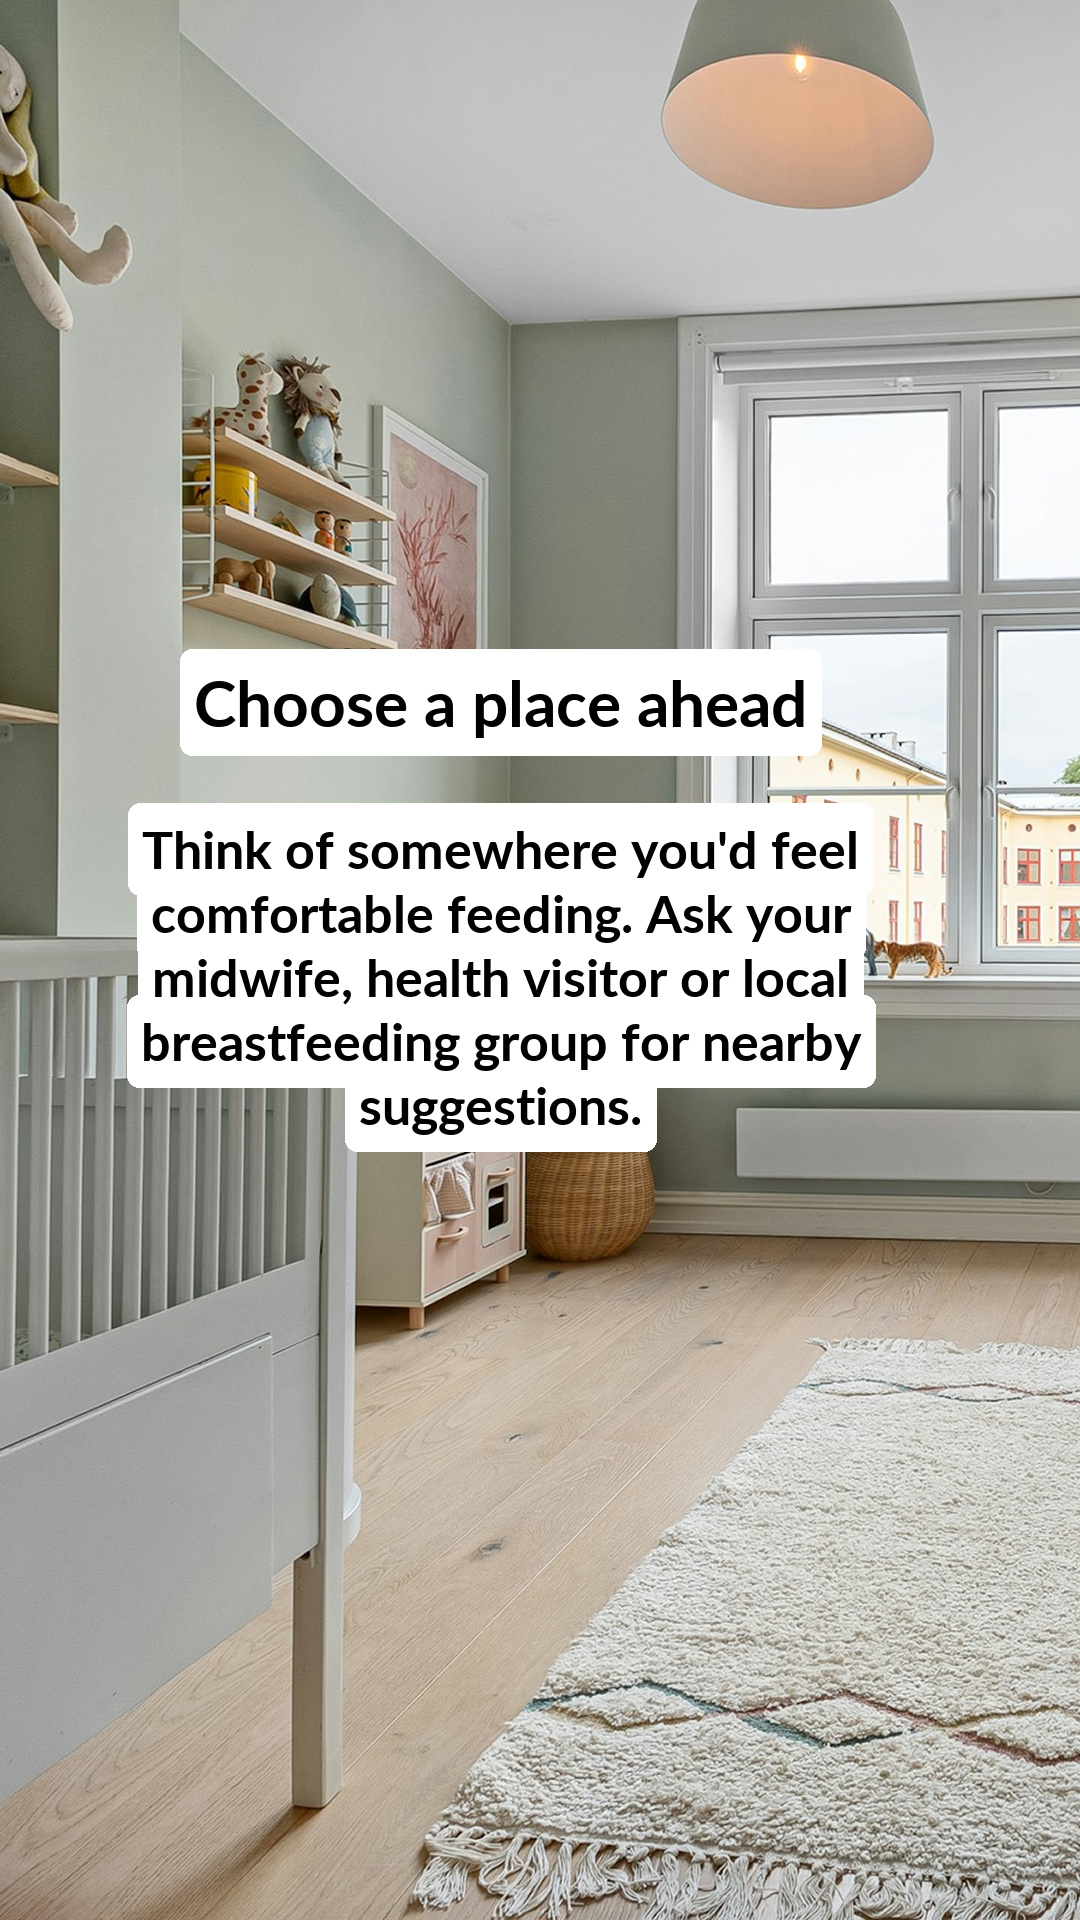 Choose a place ahead
Think of somewhere you'd feel
comfortable feeding. Ask your
midwife, health visitor or local
breastfeeding group for nearby
suggestions.